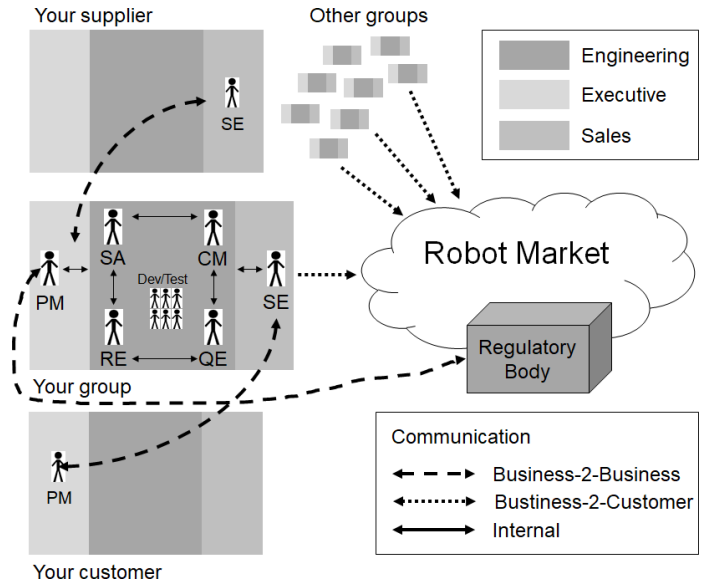 Your supplier
Other groups
Engineering
Executive
Sales
SE
Robot Market
SA
CM
Dev/Test
PM
SE
RE
QE
Regulatory
Body
Your group
Communication
Business-2-Business
Bustiness-2-Customer
Internal
PM
Your customer